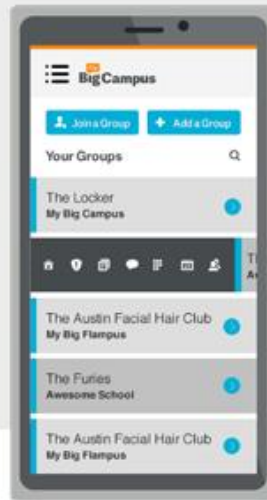 My
BigCampus
Join a Group
Add a Group
Your Groups
The Locker
My Big Campus
The Austin Facial Hair Club
My Big Flampus
The Furies
Awesome School
The Austin Facial Hair Club
My Big Flampus